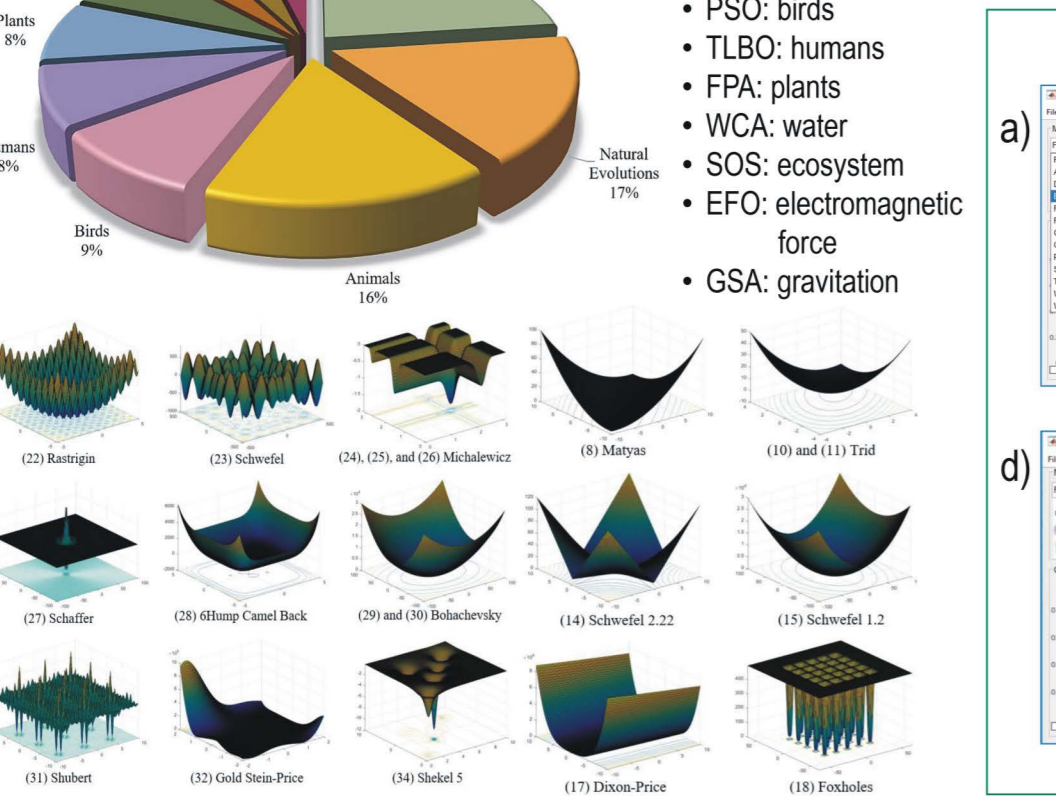 Plants
8%
8%
Birds
9%
Animals
16%
Natural
Evolutions
17%
• PSO: birds
• TLBO: humans
• FPA: plants
• WCA: water
• SOS: ecosystem
• EFO: electromagnetic
force
• GSA: gravitation
a)
d)
(22) Rastrigin
(23) Schwefel
(24), (25), and (26) Michalewicz
(8) Matyas
(10) and (11) Trid
(27) Schaffer
(28) 6Hump Camel Back
(29) and (30) Bohachevsky
(14) Schwefel 2.22
(15) Schwefel 1.2
(31) Shubert
(32) Gold Stein-Price
(34) Shekel 5
(17) Dixon-Price
(18) Foxholes